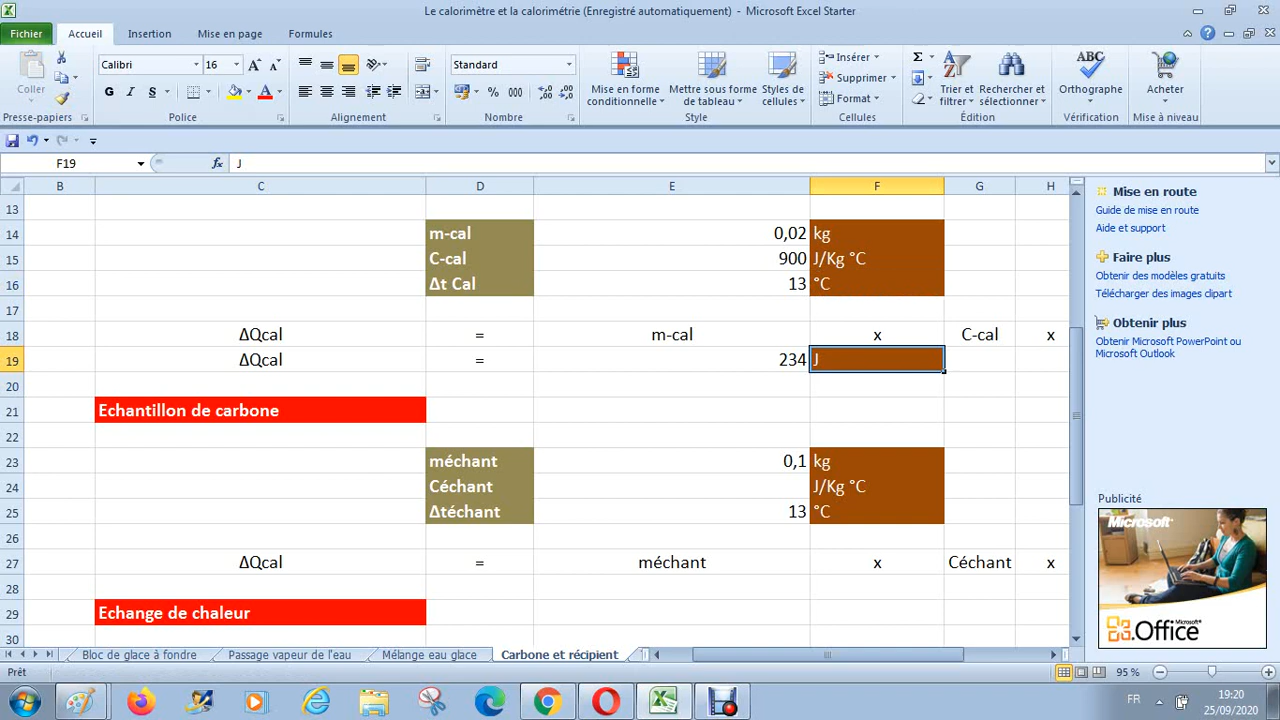 Le calorimètre et la calorimétrie (Enregistré automatiquement) - Microsoft Excel Starter
Fichier Accueil Insertion Mise en page Formules
Coller
Presse-papiers
Calibri 16
G I S
Police
Alignement
Standard
% 000
Nombre
Mise en forme conditionnelle
Mettre sous forme de tableau
Styles de cellules
Style
Insérer
Supprimer
Format
Cellules
Σ
Trier et filtrer
Rechercher et sélectionner
Édition
ABC
Orthographe
Vérification
Acheter
Mise à niveau
F19 fx J
B C D E F G H
13
14 m-cal 0,02 kg
15 C-cal 900 J/Kg °C
16 Δt Cal 13 °C
17
18 ΔQcal = m-cal x C-cal x
19 ΔQcal = 234 J
20
21 Echantillon de carbone
22
23 méchant 0,1 kg
24 Céchant J/Kg °C
25 Δtéchant 13 °C
26
27 ΔQcal = méchant x Céchant x
28
29 Echange de chaleur
30
Mise en route
Guide de mise en route
Aide et support
Faire plus
Obtenir des modèles gratuits
Télécharger des images clipart
Obtenir plus
Obtenir Microsoft PowerPoint ou
Microsoft Outlook
Publicité
Microsoft
Office
Bloc de glace à fondre Passage vapeur de l'eau Mélange eau glace Carbone et récipient
Prêt 95 %
FR 19:20
25/09/2020